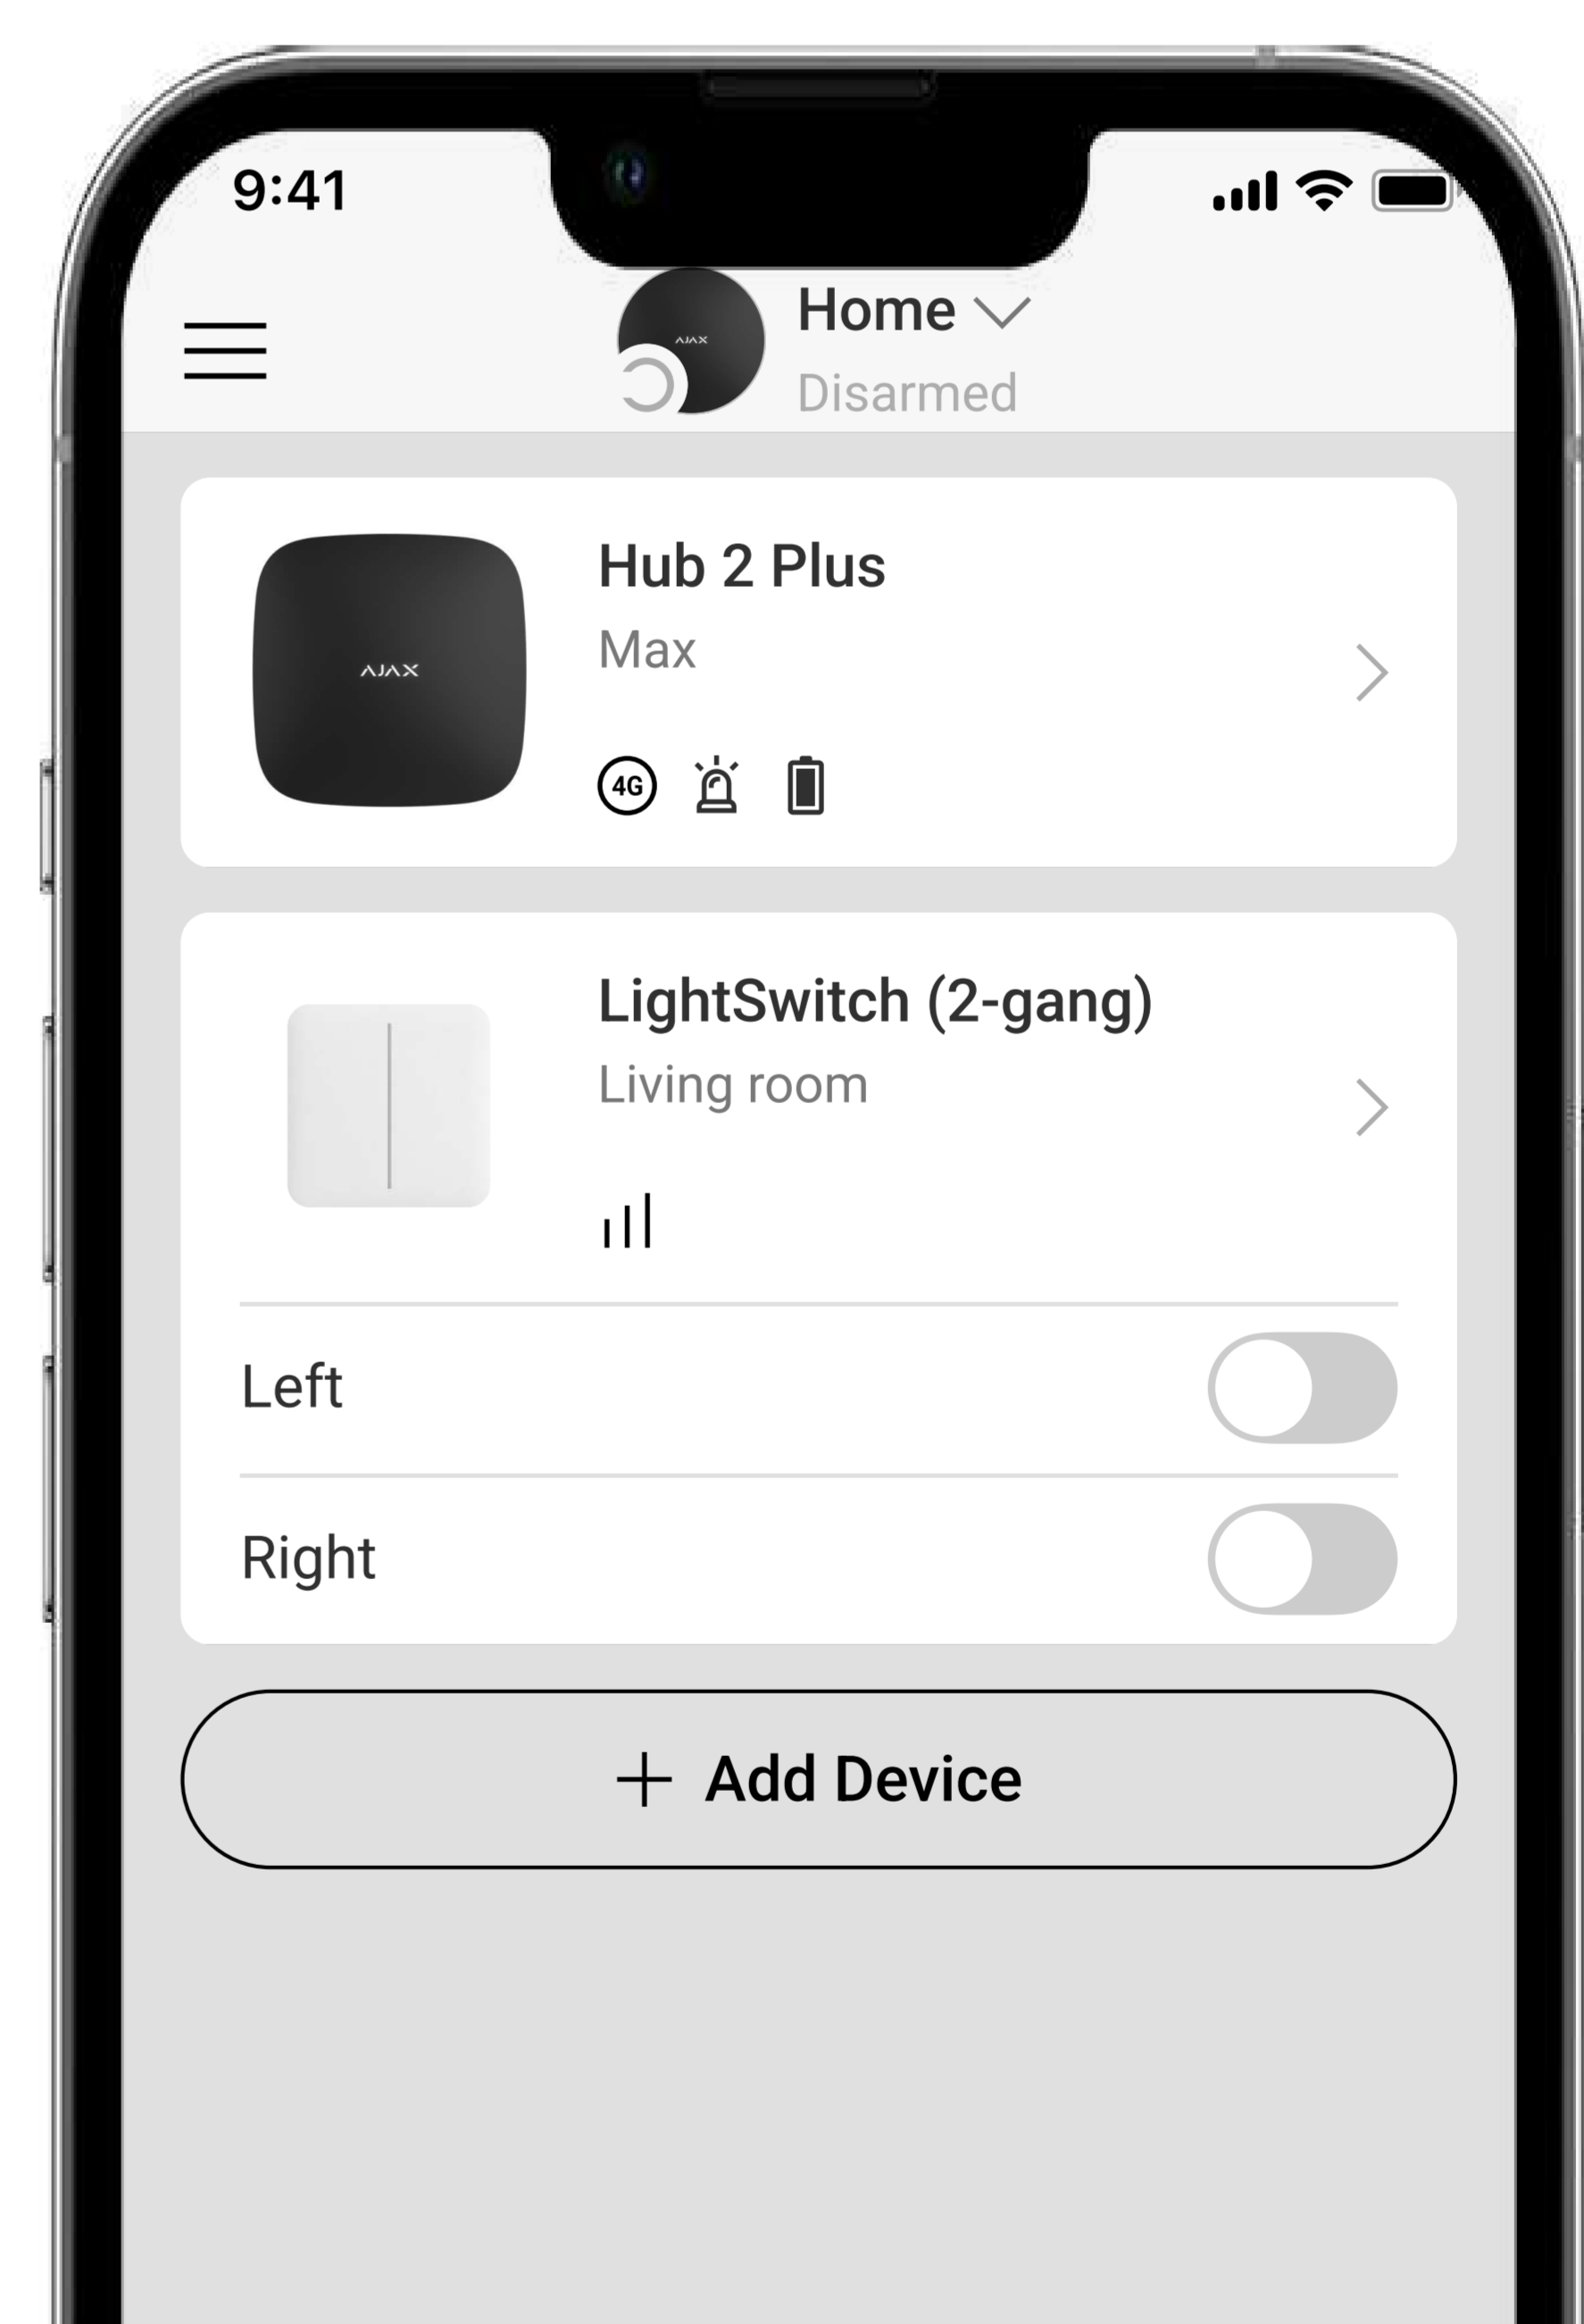 9:41
AJAX
Home
Disarmed
AJAX
Hub 2 Plus
Max
4G
LightSwitch (2-gang)
Living room
Left
Right
Add Device